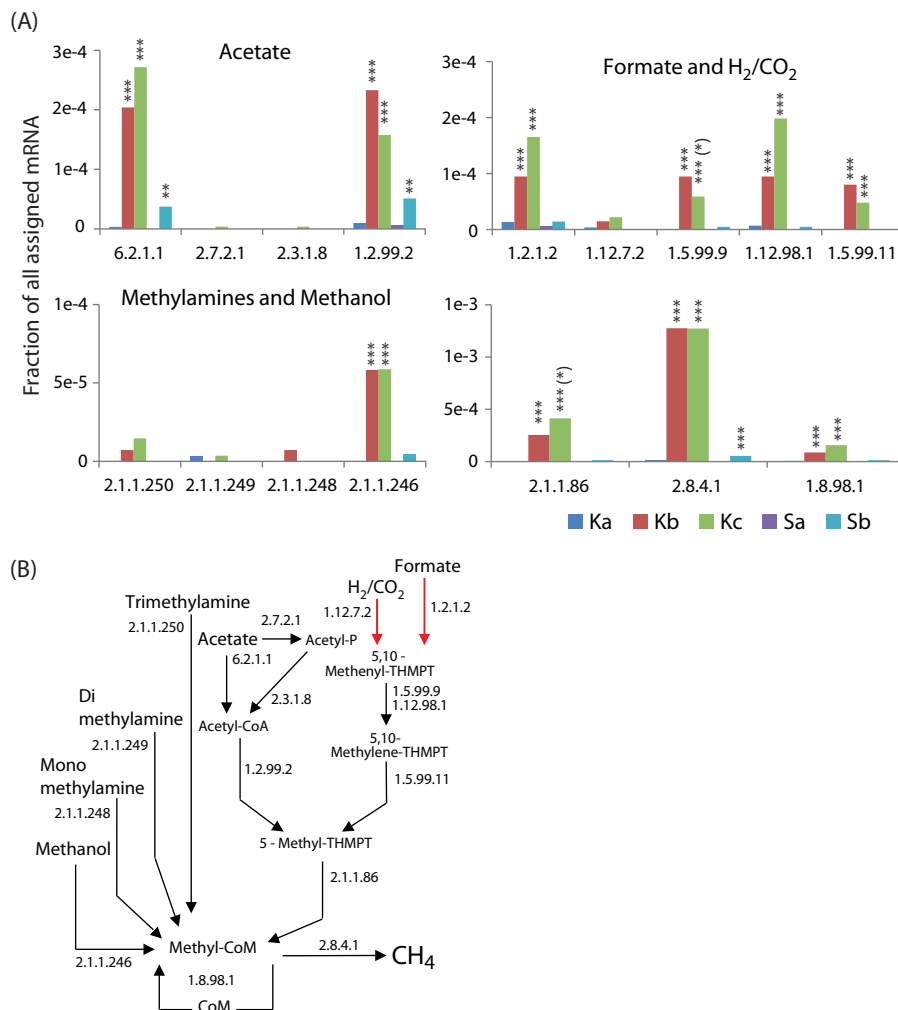 (A)
Fraction of all assigned mRNA
Acetate
3e-4
2e-4
1e-4
0
*** *** ** *** *** **
6.2.1.1 2.7.2.1 2.3.1.8 1.2.99.2
Formate and H2/CO2
3e-4
2e-4
1e-4
0
*** *** *** *** (*) *** *** *** ***
1.2.1.2 1.12.7.2 1.5.99.9 1.12.98.1 1.5.99.11
Methylamines and Methanol
1e-4
5e-5
0
*** ***
2.1.1.250 2.1.1.249 2.1.1.248 2.1.1.246
1e-3
1e-3
5e-4
0
*** *** (*) *** *** *** *** ***
2.1.1.86 2.8.4.1 1.8.98.1
Ka Kb Kc Sa Sb
(B)
Formate
H2/CO2
Trimethylamine
1.12.7.2
1.2.1.2
2.7.2.1
2.1.1.250
Acetate
Acetyl-P
6.2.1.1
5,10 -
Methenyl-THMPT
2.3.1.8
1.5.99.9
1.12.98.1
Di
methylamine
Acetyl-CoA
2.1.1.249
5,10-
Methylene-THMPT
Mono
methylamine
1.2.99.2
1.5.99.11
2.1.1.248
Methanol
5 - Methyl-THMPT
2.1.1.86
Methyl-CoM
2.8.4.1
CH4
2.1.1.246
1.8.98.1
CoM